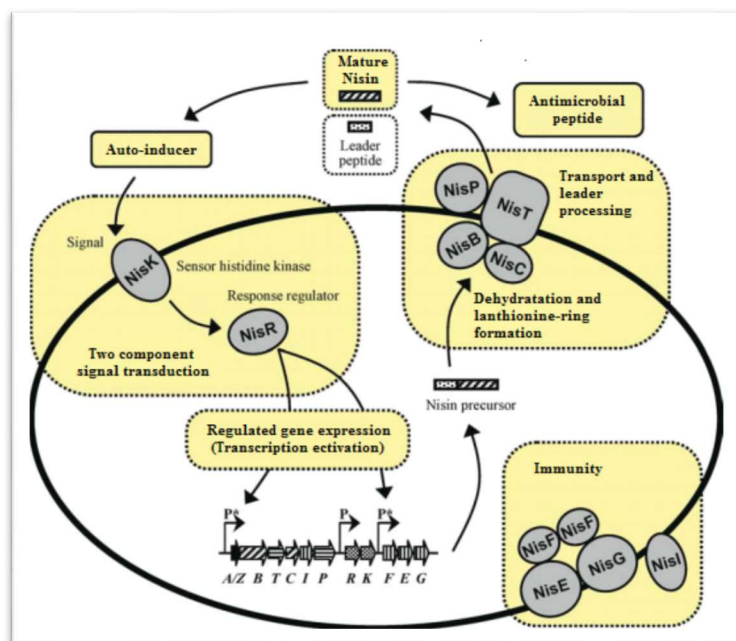 Mature
Nisin
Leader
peptide
Antimicrobial
peptide
Auto-inducer
Transport and
leader
processing
NisP
NisT
NisB
NisC
Dehydratation and
lanthionine-ring
formation
Signal
NisK
Sensor histidine kinase
Response regulator
NisR
Two component
signal transduction
Nisin precursor
Regulated gene expression
(Transcription ectivation)
P* P P*
A/Z B T C I P R K F E G
Immunity
NisF
NisF
NisE
NisG
NisI